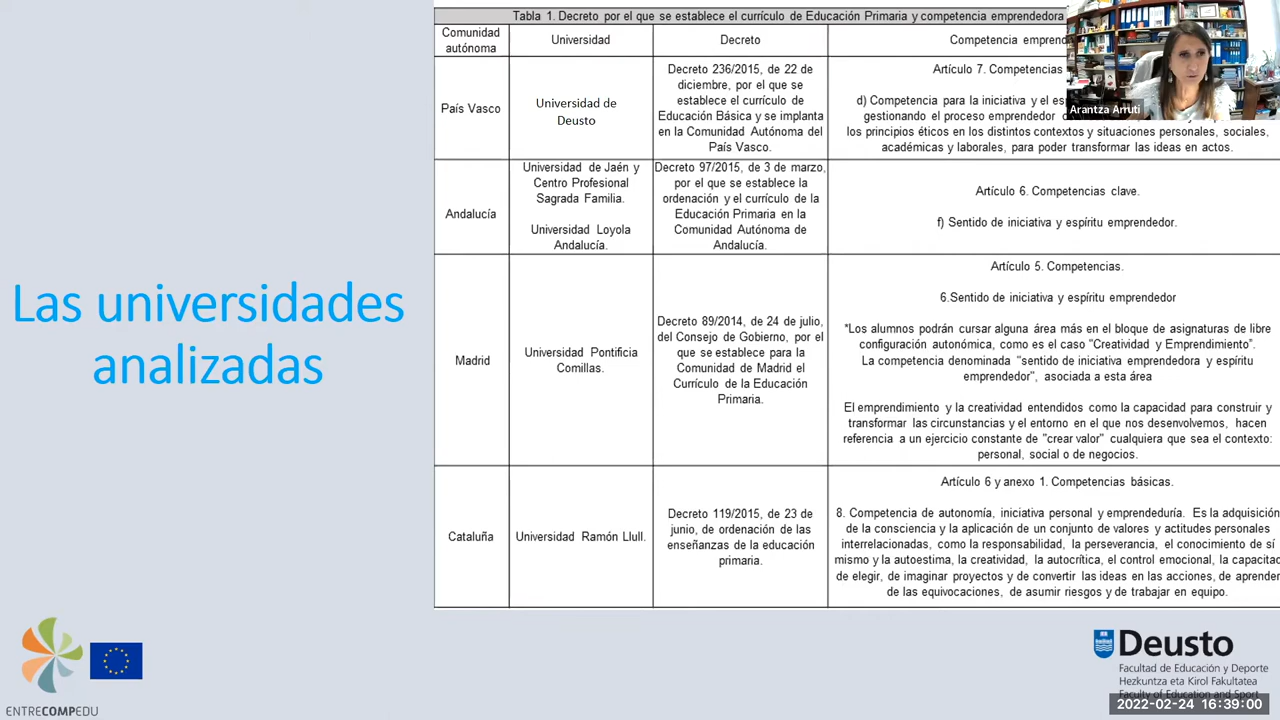 Tabla 1. Decreto por el que se establece el currículo de Educación Primaria y competencia emprendedora
Comunidad
autónoma
Universidad
Decreto
Competencia
País Vasco
Universidad de
Deusto
Decreto 236/2015, de 22 de
diciembre, por el que se
establece el currículo de
Educación Básica y se implanta
en la Comunidad Autónoma del
País Vasco.
Artículo 7. Competencias
d) Competencia para la iniciativa y el
gestionando el proceso emprendedor
los principios éticos en los distintos contextos y situaciones personales, sociales,
académicas y laborales, para poder transformar las ideas en actos.
Andalucía
Universidad de Jaén y
Centro Profesional
Sagrada Familia.
Universidad Loyola
Andalucía.
Decreto 97/2015, de 3 de marzo,
por el que se establece la
ordenación y el currículo de la
Educación Primaria en la
Comunidad Autónoma de
Andalucía.
Artículo 6. Competencias clave.
f) Sentido de iniciativa y espíritu emprendedor.
Madrid
Universidad Pontificia
Comillas.
Decreto 89/2014, de 24 de julio,
del Consejo de Gobierno, por el
que se establece para la
Comunidad de Madrid el
Currículo de la Educación
Primaria.
Artículo 5. Competencias.
6.Sentido de iniciativa y espíritu emprendedor
*Los alumnos podrán cursar alguna área más en el bloque de asignaturas de libre
configuración autonómica, como es el caso "Creatividad y Emprendimiento".
La competencia denominada "sentido de iniciativa emprendedora y espíritu
emprendedor", asociada a esta área
El emprendimiento y la creatividad entendidos como la capacidad para construir y
transformar las circunstancias y el entorno en el que nos desenvolvemos, hacen
referencia a un ejercicio constante de "crear valor" cualquiera que sea el contexto:
personal, social o de negocios.
Cataluña
Universidad Ramón Llull.
Decreto 119/2015, de 23 de
junio, de ordenación de las
enseñanzas de la educación
primaria.
Artículo 6 y anexo 1. Competencias básicas.
8. Competencia de autonomía, iniciativa personal y emprendeduría. Es la adquisición
de la consciencia y la aplicación de un conjunto de valores y actitudes personales
interrelacionadas, como la responsabilidad, la perseverancia, el conocimiento de sí
mismo y la autoestima, la creatividad, la autocrítica, el control emocional, la capacidad
de elegir, de imaginar proyectos y de convertir las ideas en las acciones, de aprender
de las equivocaciones, de asumir riesgos y de trabajar en equipo.
Arantza Arruti
Las universidades
analizadas
ENTRECOMPEDU
Deusto
Facultad de Educación y Deporte
Hezkuntza eta Kirol Fakultatea
Faculty of Education and Sport
2022-02-24 16:39:00